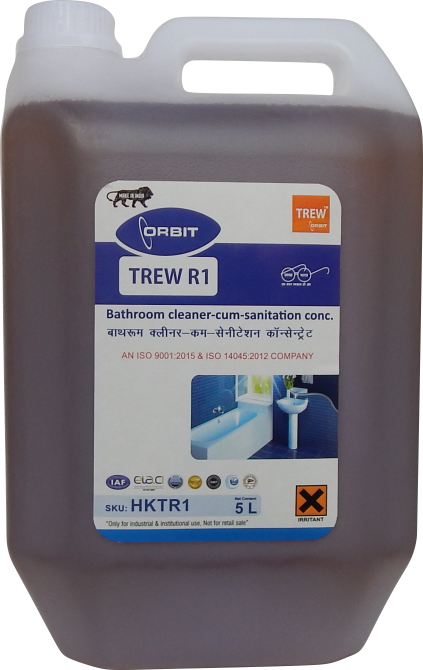 MAKE IN INDIA
ORBIT
TREW™
ORBIT
TREW R1
Bathroom cleaner-cum-sanitation conc.
बाथरूम क्लीनर-कम-सेनीटेशन कॉन्सेन्ट्रेट
AN ISO 9001:2015 & ISO 14045:2012 COMPANY
IAF
SKU: HKTR1
Net Content
5 L
IRRITANT
"Only for industrial & institutional use, Not for retail sale"